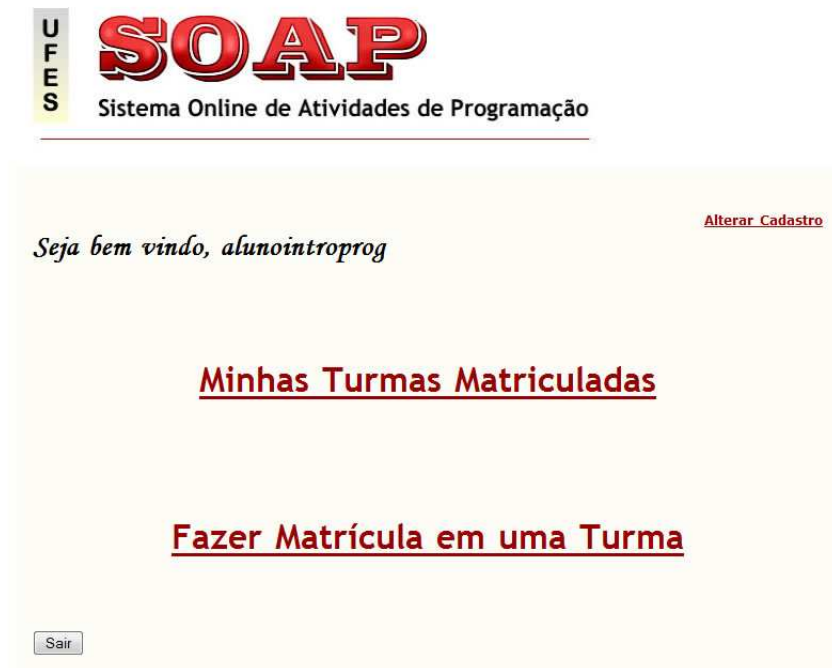 UFES
SOAP
Sistema Online de Atividades de Programação
Alterar Cadastro
Seja bem vindo, alunointroprog
Minhas Turmas Matriculadas
Fazer Matrícula em uma Turma
Sair